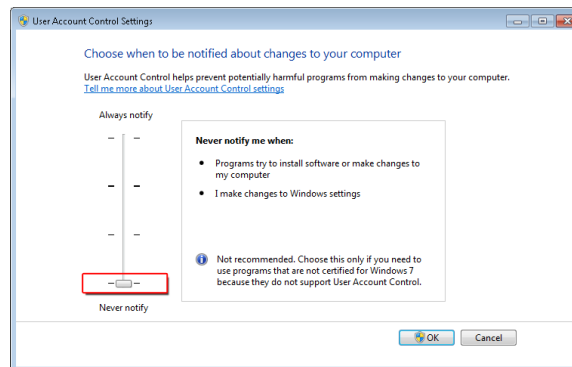 User Account Control Settings
Choose when to be notified about changes to your computer
User Account Control helps prevent potentially harmful programs from making changes to your computer.
Tell me more about User Account Control settings
Always notify
Never notify me when:
• Programs try to install software or make changes to
my computer
• I make changes to Windows settings
Not recommended. Choose this only if you need to
use programs that are not certified for Windows 7
because they do not support User Account Control.
Never notify
OK
Cancel